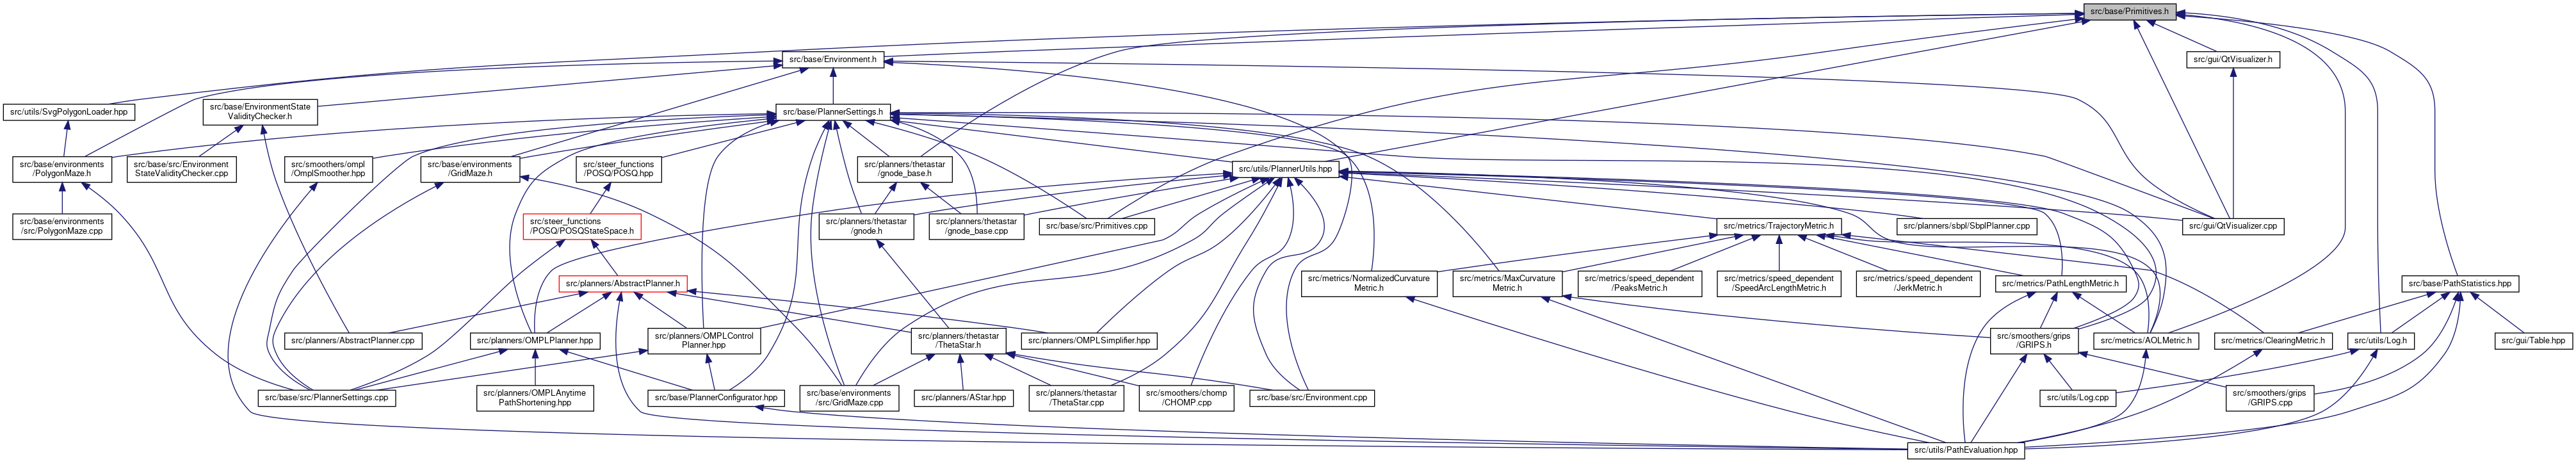 src/base/Primitives.h
src/base/Environment.h
src/gui/QtVisualizer.h
src/utils/SvgPolygonLoader.hpp
src/base/EnvironmentState
ValidityChecker.h
src/base/PlannerSettings.h
src/base/environments
/PolygonMaze.h
src/base/src/Environment
StateValidityChecker.cpp
src/smoothers/ompl
/OmplSmoother.hpp
src/base/environments
/GridMaze.h
src/steer_functions
/POSQ/POSQ.hpp
src/planners/thetastar
/gnode_base.h
src/utils/PlannerUtils.hpp
src/base/environments
/src/PolygonMaze.cpp
src/steer_functions
/POSQ/POSQStateSpace.h
src/planners/thetastar
/gnode.h
src/planners/thetastar
/gnode_base.cpp
src/base/src/Primitives.cpp
src/metrics/TrajectoryMetric.h
src/planners/sbpl/SbplPlanner.cpp
src/gui/QtVisualizer.cpp
src/planners/AbstractPlanner.h
src/metrics/NormalizedCurvature
Metric.h
src/metrics/MaxCurvature
Metric.h
src/metrics/speed_dependent
/PeaksMetric.h
src/metrics/speed_dependent
/SpeedArcLengthMetric.h
src/metrics/speed_dependent
/JerkMetric.h
src/metrics/PathLengthMetric.h
src/base/PathStatistics.hpp
src/planners/AbstractPlanner.cpp
src/planners/OMPLPlanner.hpp
src/planners/OMPLControl
Planner.hpp
src/planners/thetastar
/ThetaStar.h
src/planners/OMPLSimplifier.hpp
src/smoothers/grips
/GRIPS.h
src/metrics/AOLMetric.h
src/metrics/ClearingMetric.h
src/utils/Log.h
src/gui/Table.hpp
src/base/src/PlannerSettings.cpp
src/planners/OMPLAnytime
PathShortening.hpp
src/base/PlannerConfigurator.hpp
src/base/environments
/src/GridMaze.cpp
src/planners/AStar.hpp
src/planners/thetastar
/ThetaStar.cpp
src/smoothers/chomp
/CHOMP.cpp
src/base/src/Environment.cpp
src/utils/Log.cpp
src/smoothers/grips
/GRIPS.cpp
src/utils/PathEvaluation.hpp